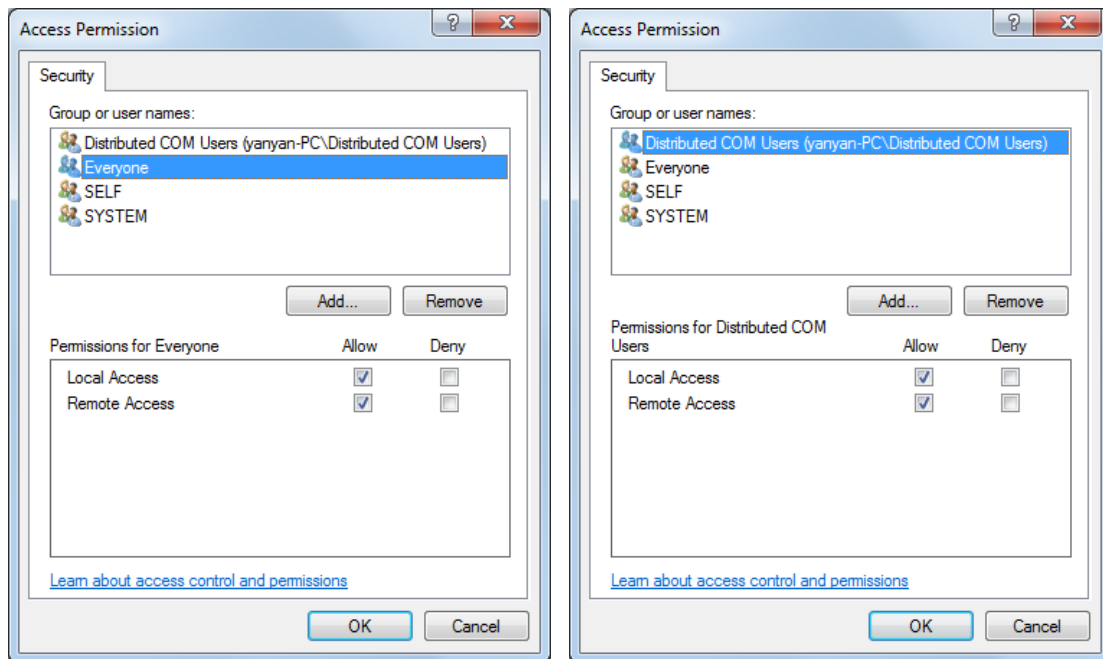 Access Permission
Security
Group or user names:
Distributed COM Users (yanyan-PC\Distributed COM Users)
Everyone
SELF
SYSTEM
Add...
Remove
Permissions for Everyone Allow Deny
Local Access
Remote Access
Learn about access control and permissions
OK
Cancel
Access Permission
Security
Group or user names:
Distributed COM Users (yanyan-PC\Distributed COM Users)
Everyone
SELF
SYSTEM
Add...
Remove
Permissions for Distributed COM
Users Allow Deny
Local Access
Remote Access
Learn about access control and permissions
OK
Cancel